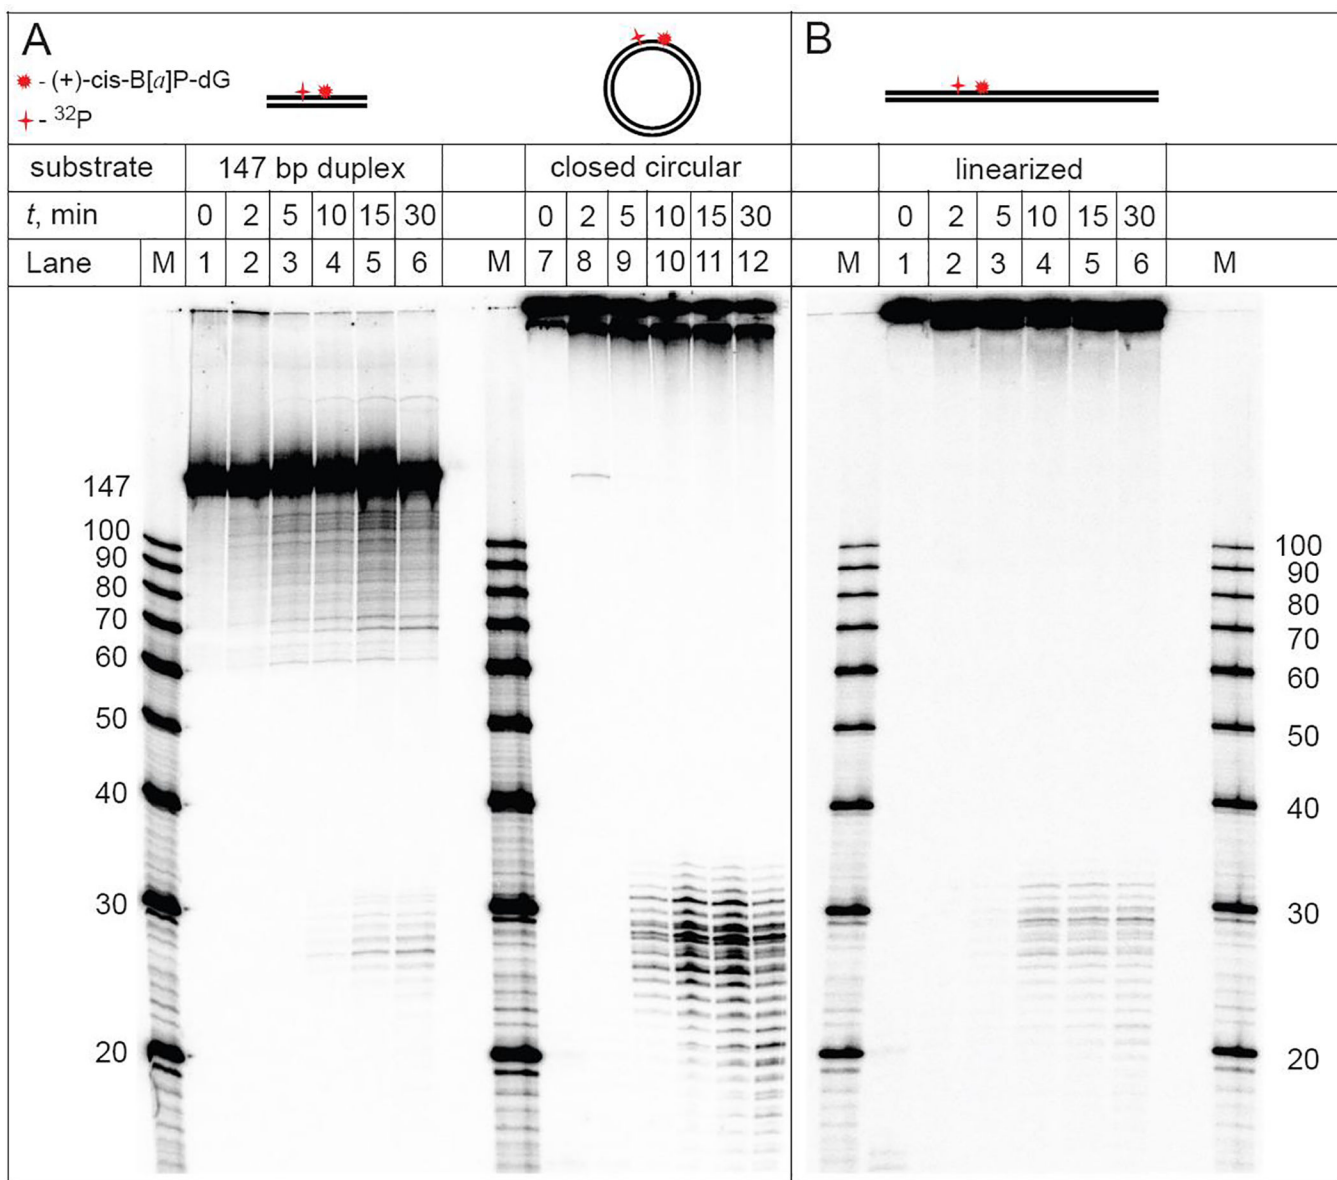 A B
- (+)-cis-B[a]P-dG
- ³²P
substrate 147 bp duplex closed circular linearized
t, min 0 2 5 10 15 30 0 2 5 10 15 30 0 2 5 10 15 30
Lane M 1 2 3 4 5 6 M 7 8 9 10 11 12 M 1 2 3 4 5 6 M
147
100 100
90 90
80 80
70 70
60 60
50 50
40 40
30 30
20 20